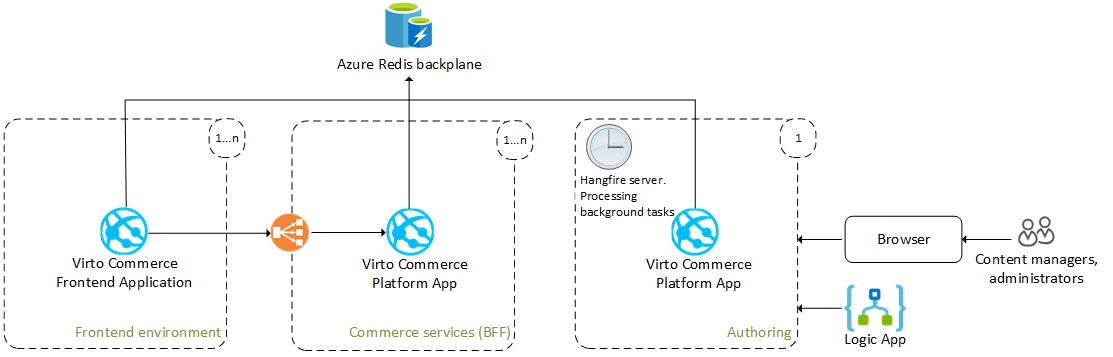 Azure Redis backplane
1...n
1...n
1
Hangfire server.
Processing
background tasks
Virto Commerce
Frontend Application
Virto Commerce
Platform App
Virto Commerce
Platform App
Browser
Content managers,
administrators
Frontend environment
Commerce services (BFF)
Authoring
Logic App